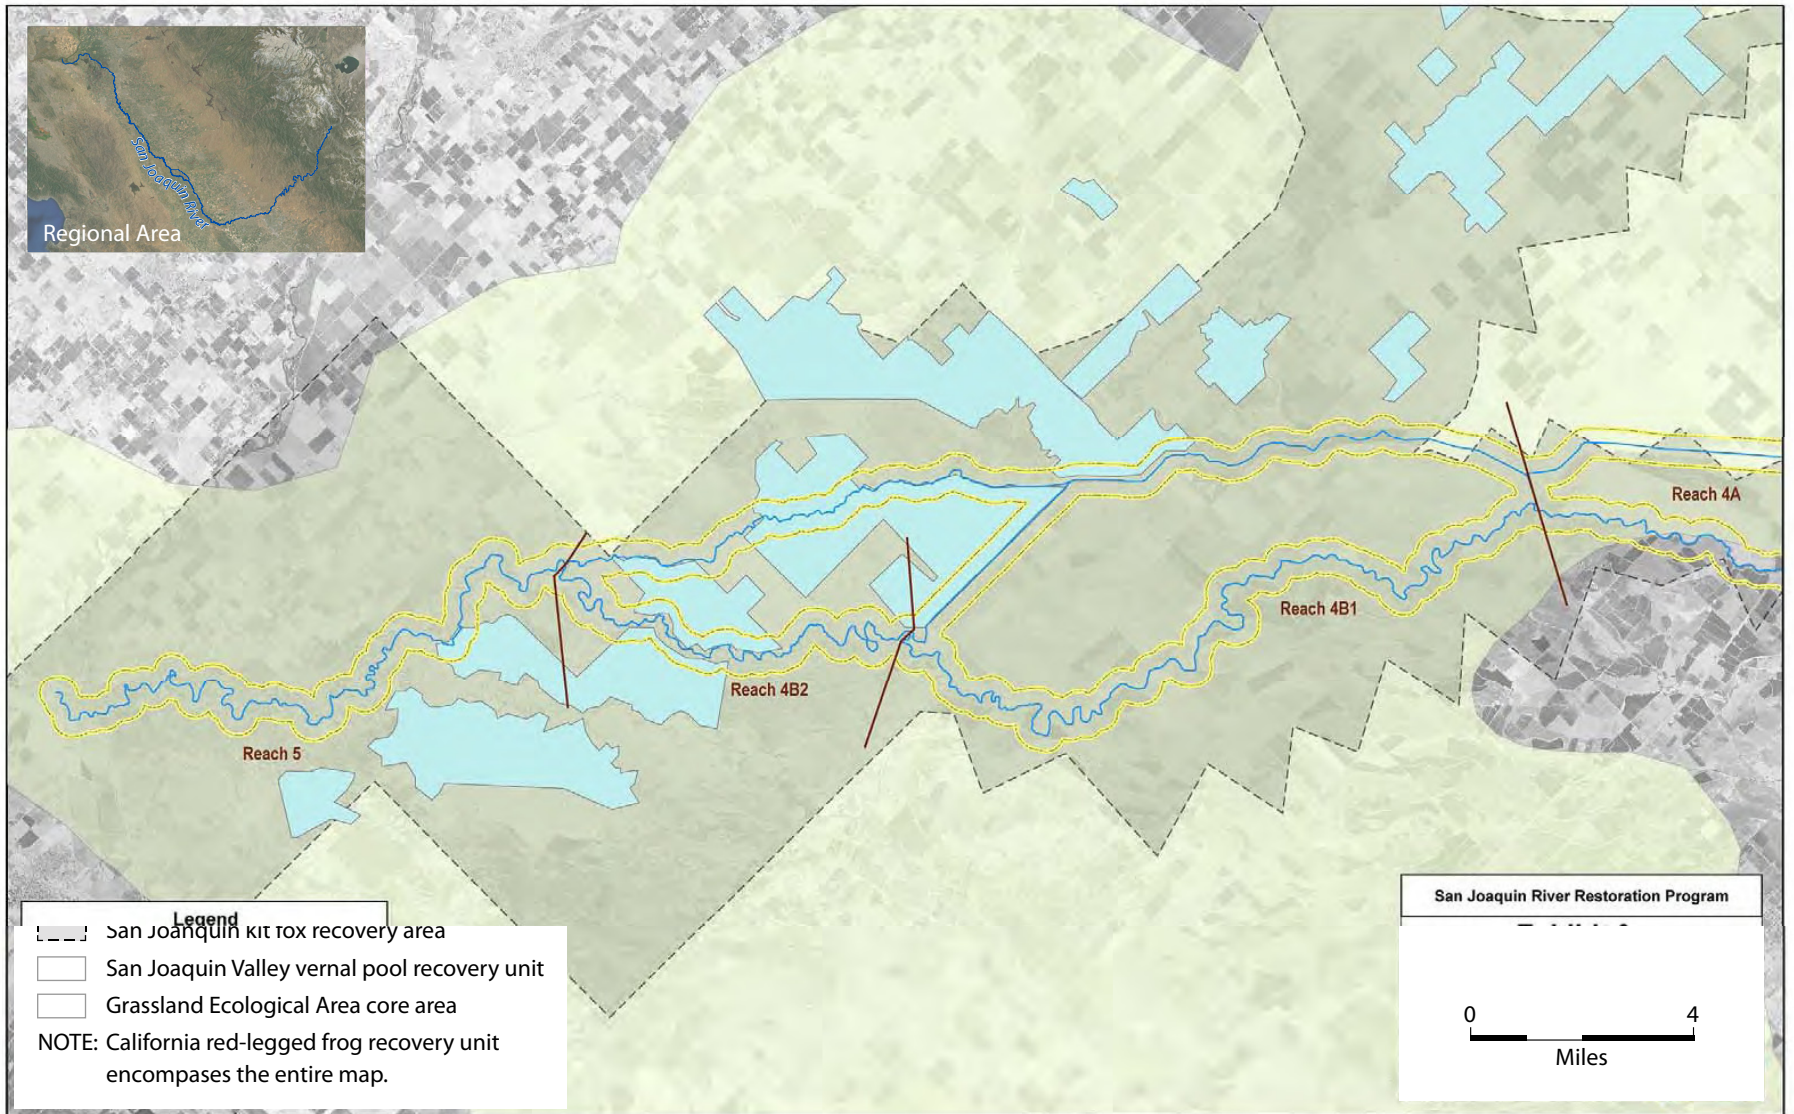 San Joaquin River
Regional Area
Reach 4A
Reach 4B1
Reach 4B2
Reach 5
Legend
San Joanquin kit fox recovery area
San Joaquin Valley vernal pool recovery unit
Grassland Ecological Area core area
NOTE: California red-legged frog recovery unit
encompases the entire map.
San Joaquin River Restoration Program
0 4
Miles